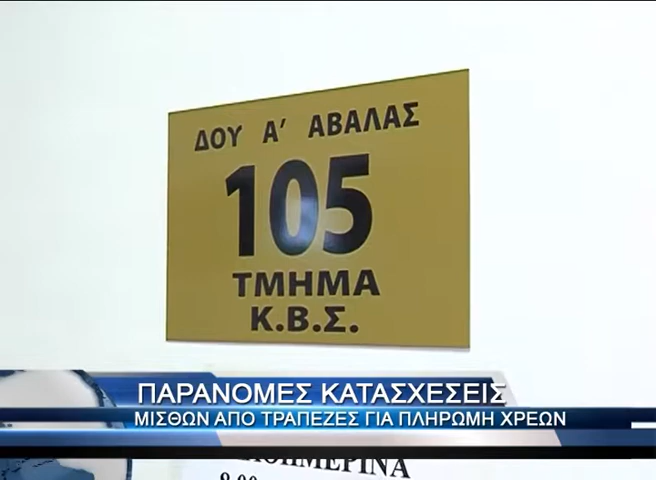 ΔΟΥ Α' ΑΒΑΛΑΣ
105
ΤΜΗΜΑ
Κ.Β.Σ.
ΠΑΡΑΝΟΜΕΣ ΚΑΤΑΣΧΕΣΕΙΣ
ΜΙΣΘΩΝ ΑΠΟ ΤΡΑΠΕΖΕΣ ΓΙΑ ΠΛΗΡΩΜΗ ΧΡΕΩΝ